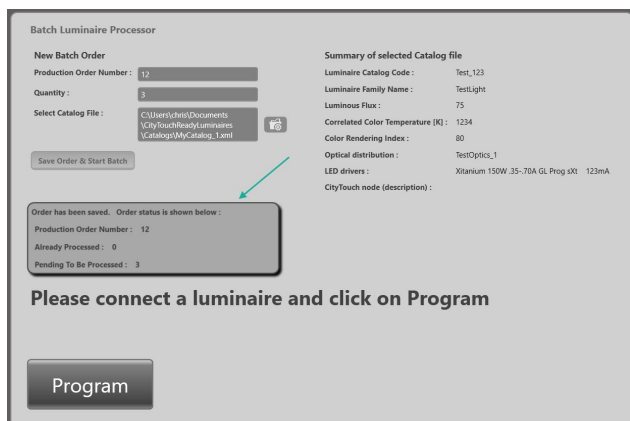 Batch Luminaire Processor
New Batch Order
Production Order Number : 12
Quantity : 3
Select Catalog File : C:\Users\chris\Documents
\CityTouchReadyLuminaires
\Catalogs\MyCatalog_1.xml
Save Order & Start Batch
Summary of selected Catalog file
Luminaire Catalog Code : Test_123
Luminaire Family Name : TestLight
Luminous Flux : 75
Correlated Color Temperature [K] : 1234
Color Rendering Index : 80
Optical distribution : TestOptics_1
LED drivers : Xitanium 150W .35-.70A GL Prog sXt 123mA
CityTouch node (description) :
Order has been saved. Order status is shown below :
Production Order Number : 12
Already Processed : 0
Pending To Be Processed : 3
Please connect a luminaire and click on Program
Program